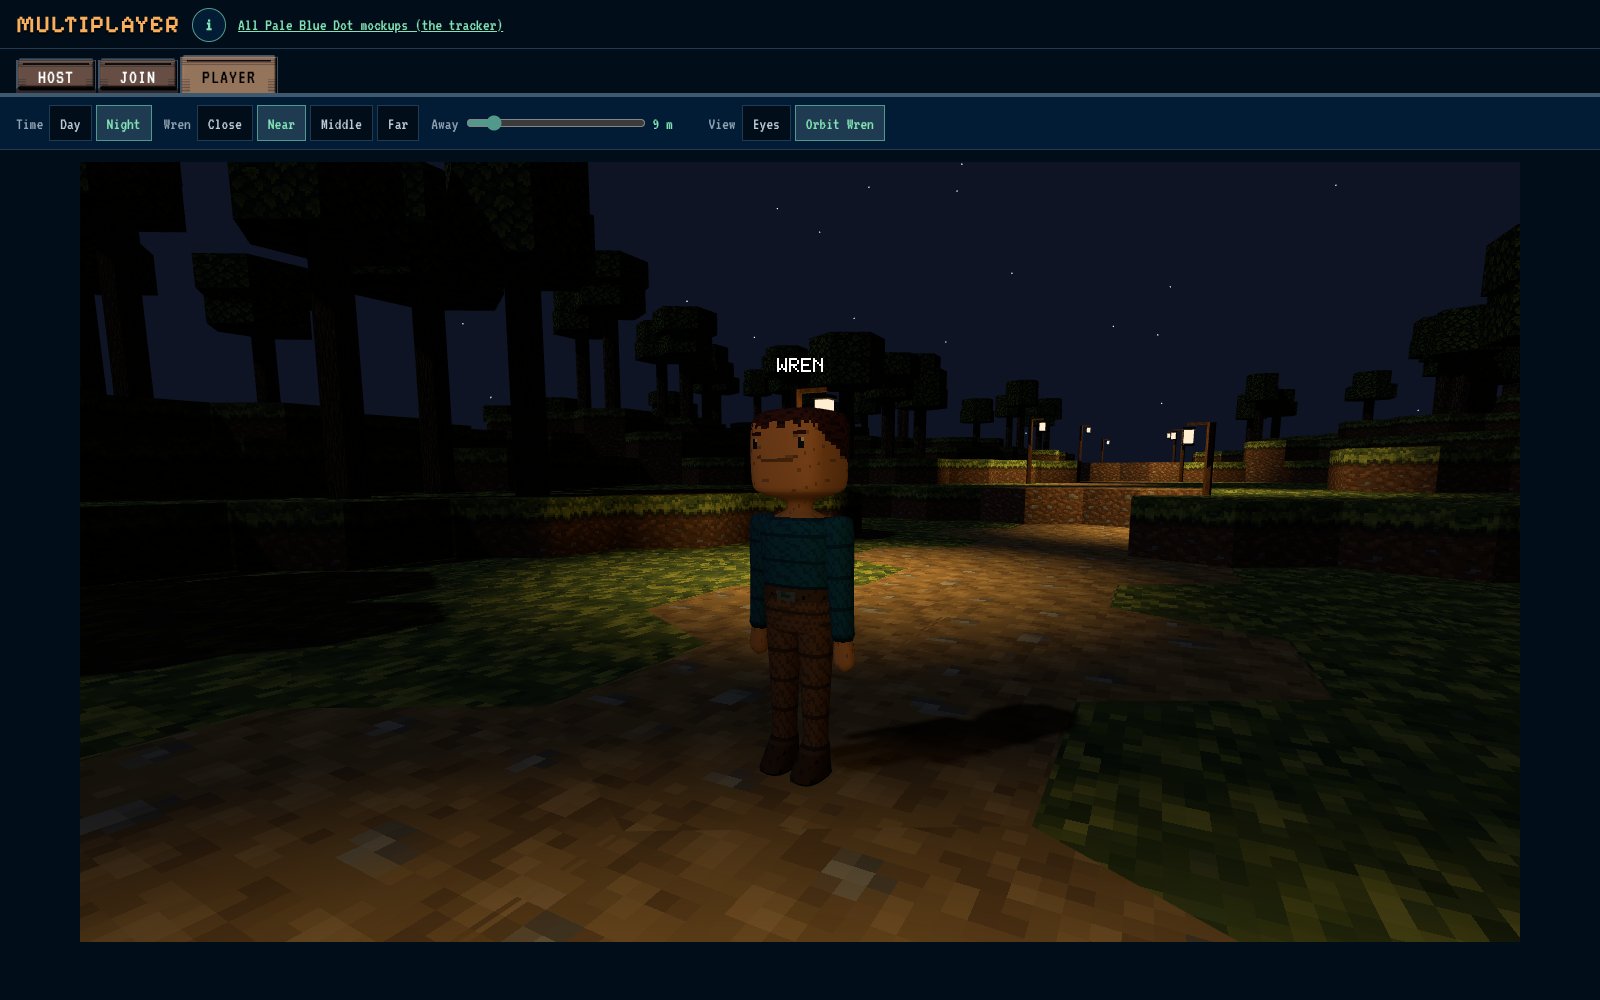 MULTIPLAYER i All Pale Blue Dot mockups (the tracker)
HOST JOIN PLAYER
Time Day Night Wren Close Near Middle Far Away 9 m View Eyes Orbit Wren
WREN